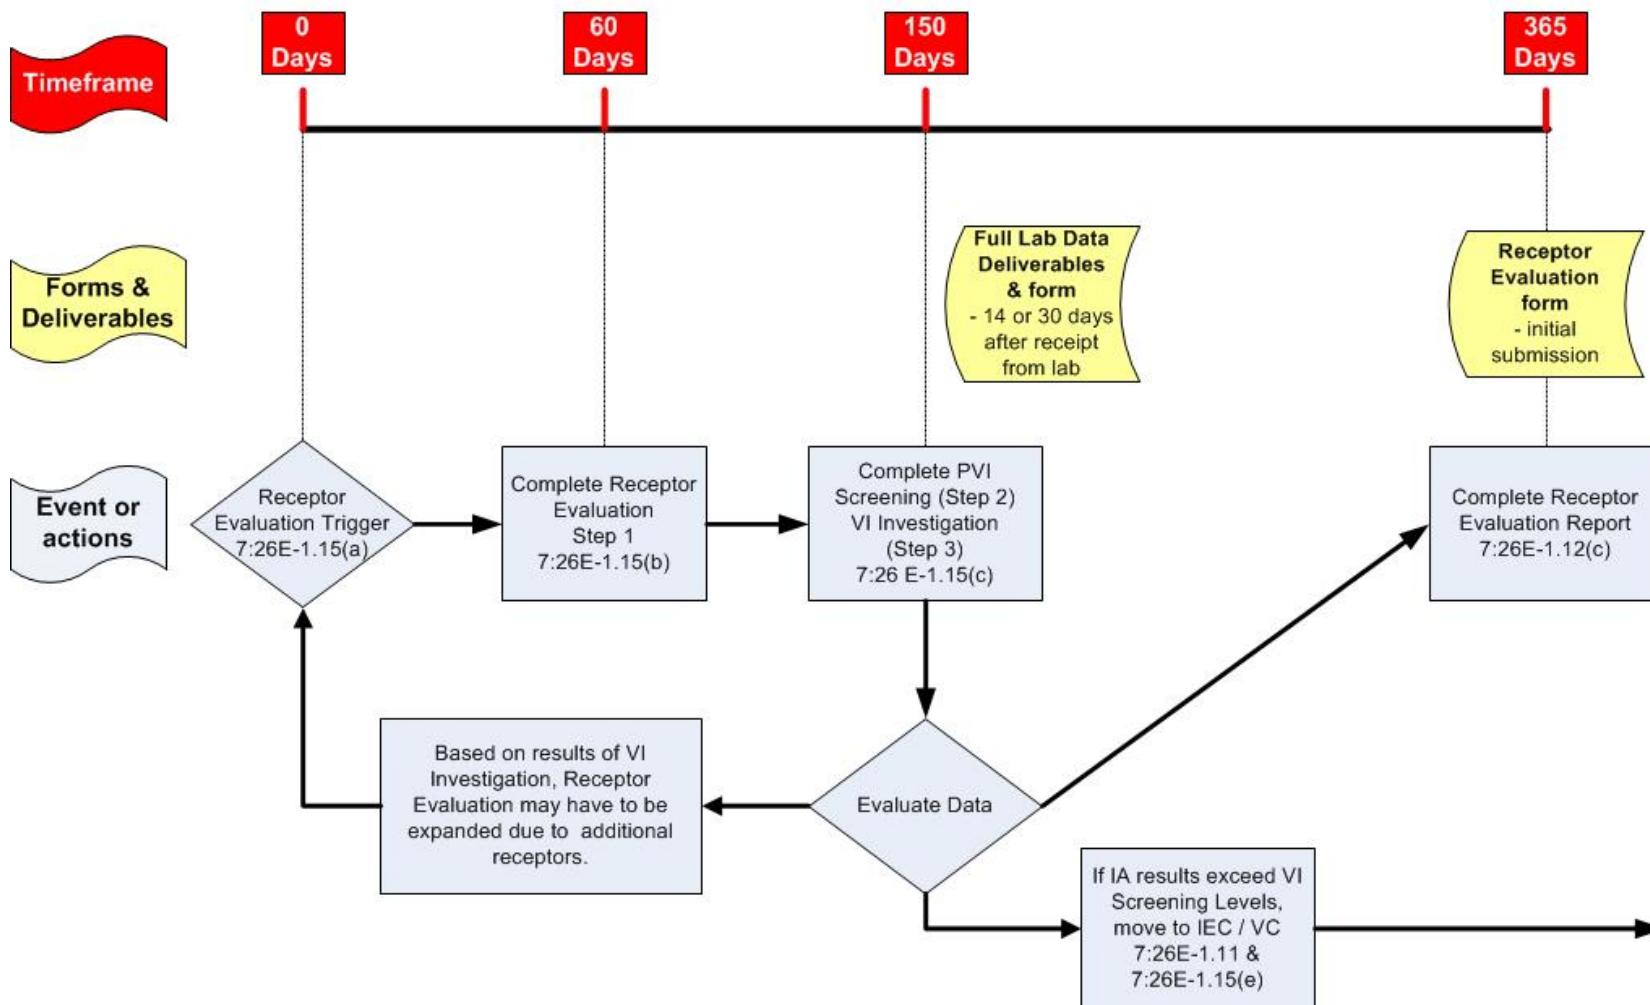 Timeframe
0
Days
60
Days
150
Days
365
Days
Forms &
Deliverables
Full Lab Data
Deliverables
& form
- 14 or 30 days
after receipt
from lab
Receptor
Evaluation
form
- initial
submission
Event or
actions
Receptor
Evaluation Trigger
7:26E-1.15(a)
Complete Receptor
Evaluation
Step 1
7:26E-1.15(b)
Complete PVI
Screening (Step 2)
VI Investigation
(Step 3)
7:26 E-1.15(c)
Complete Receptor
Evaluation Report
7:26E-1.12(c)
Based on results of VI
Investigation, Receptor
Evaluation may have to be
expanded due to additional
receptors.
Evaluate Data
If IA results exceed VI
Screening Levels,
move to IEC / VC
7:26E-1.11 &
7:26E-1.15(e)